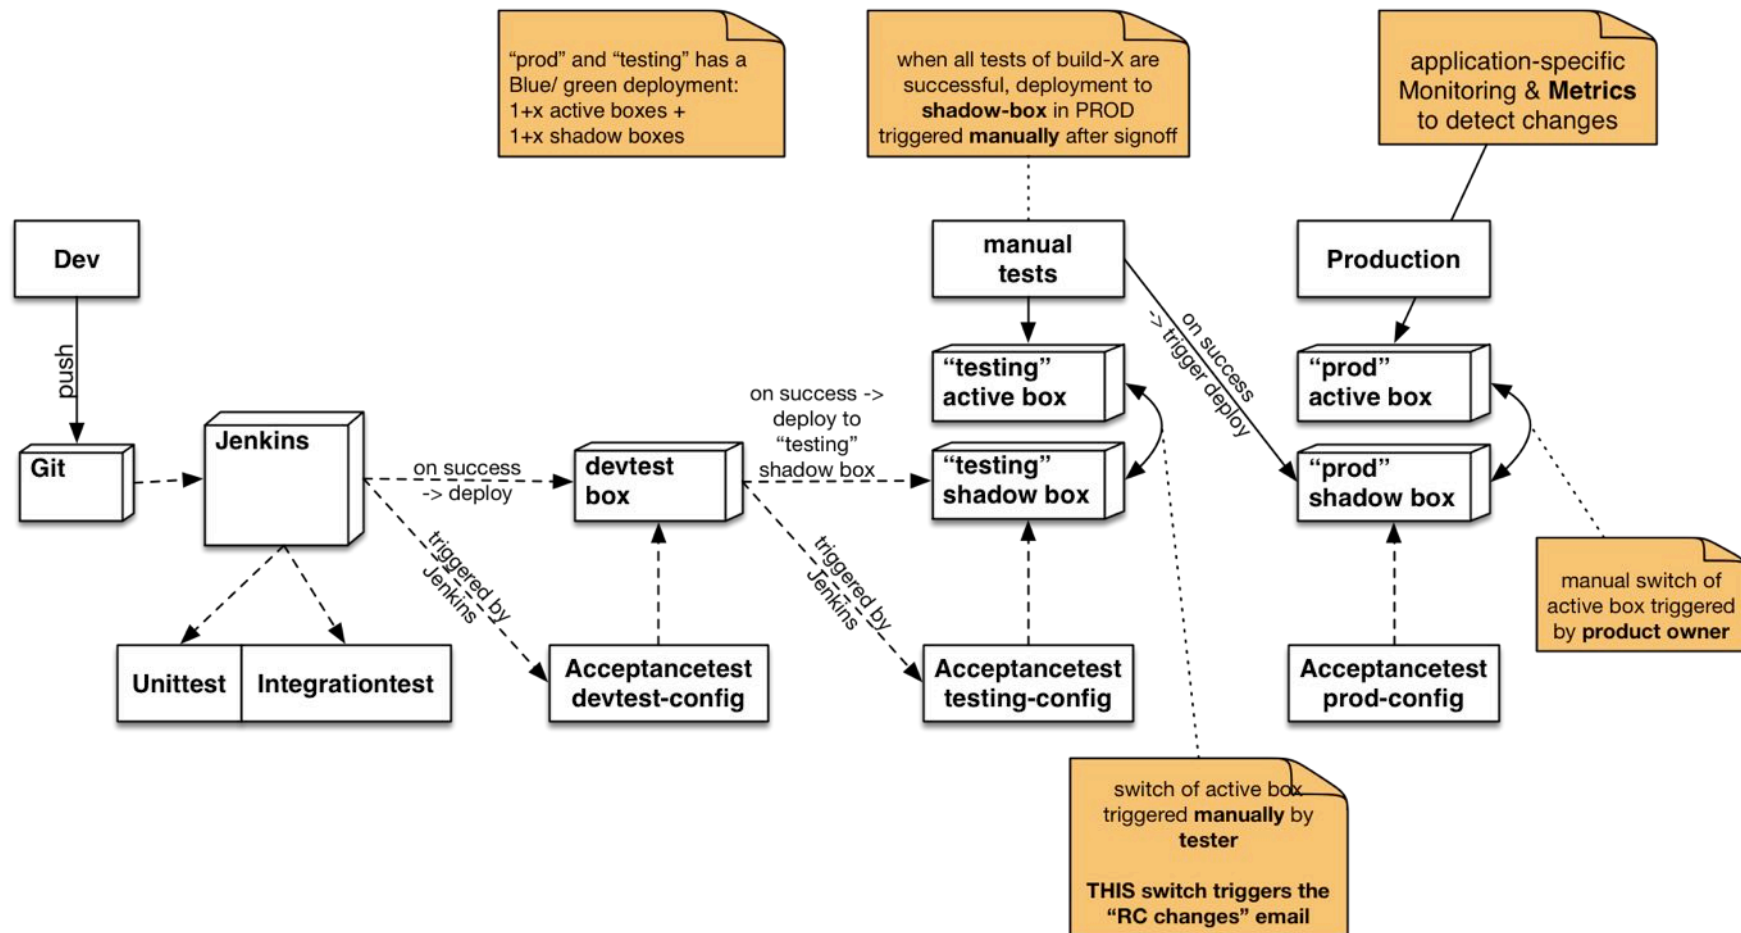 “prod” and “testing” has a
Blue/ green deployment:
1+x active boxes +
1+x shadow boxes
when all tests of build-X are
successful, deployment to
shadow-box in PROD
triggered manually after signoff
application-specific
Monitoring & Metrics
to detect changes
Dev
manual
tests
Production
push
on success
-> trigger deploy
“testing”
active box
“prod”
active box
Git
Jenkins
on success
-> deploy
devtest
box
on success ->
deploy to
“testing”
shadow box
“testing”
shadow box
“prod”
shadow box
triggered by
Jenkins
triggered by
Jenkins
manual switch of
active box triggered
by product owner
Unittest
Integrationtest
Acceptancetest
devtest-config
Acceptancetest
testing-config
Acceptancetest
prod-config
switch of active box
triggered manually by
tester
THIS switch triggers the
“RC changes” email